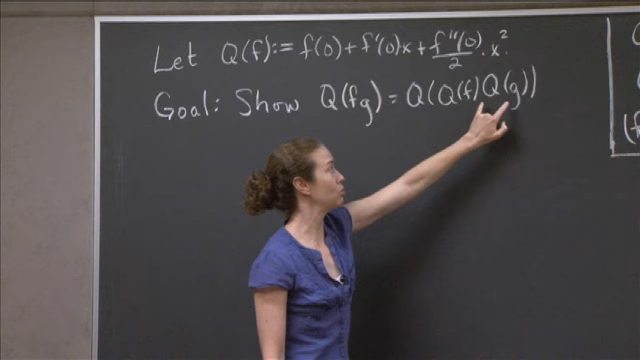 Let Q(f):= f(0) + f'(0)x + f''(0)/2 · x².
Goal: Show Q(fg) = Q(Q(f)Q(g))